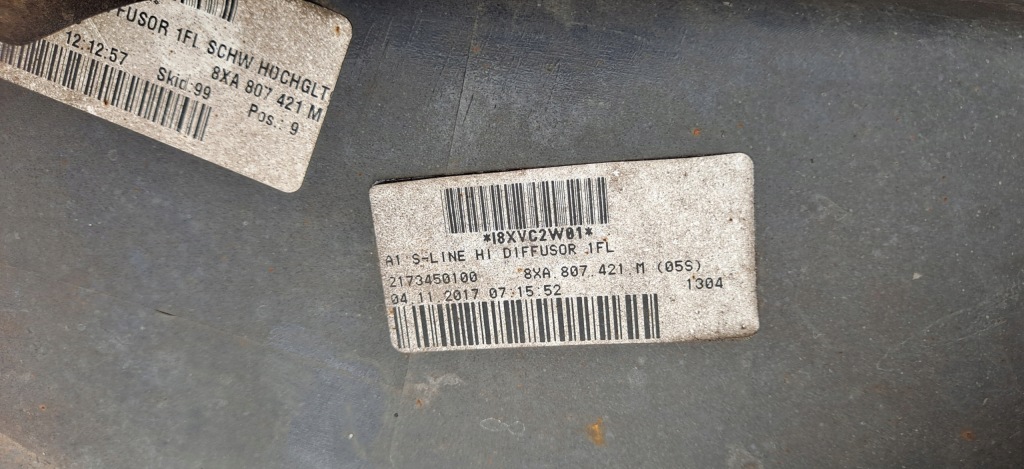 FUSOR 1FL SCHW HOCHGLT
12:12:57
8XA 807 421 M
Skid:99
Pos.: 9
*I8XVC2W01*
A1 S-LINE HI DIFFUSOR 1FL
2173450100 8XA 807 421 M (05S)
04 11 2017 07:15:52 1304